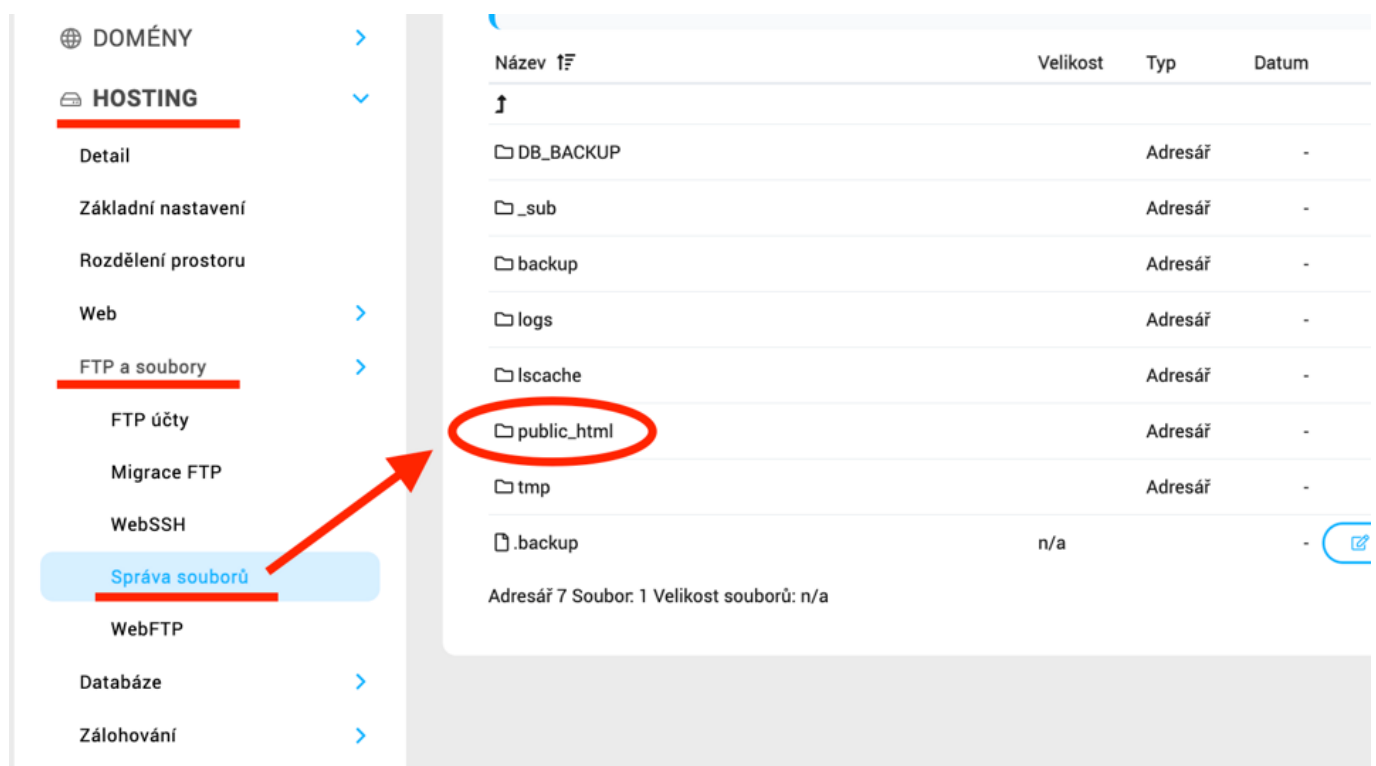 DOMÉNY
HOSTING
Detail
Základní nastavení
Rozdělení prostoru
Web
FTP a soubory
FTP účty
Migrace FTP
WebSSH
Správa souborů
WebFTP
Databáze
Zálohování
Název Velikost Typ Datum
DB_BACKUP Adresář -
_sub Adresář -
backup Adresář -
logs Adresář -
lscache Adresář -
public_html Adresář -
tmp Adresář -
.backup n/a -
Adresář 7 Soubor: 1 Velikost souborů: n/a